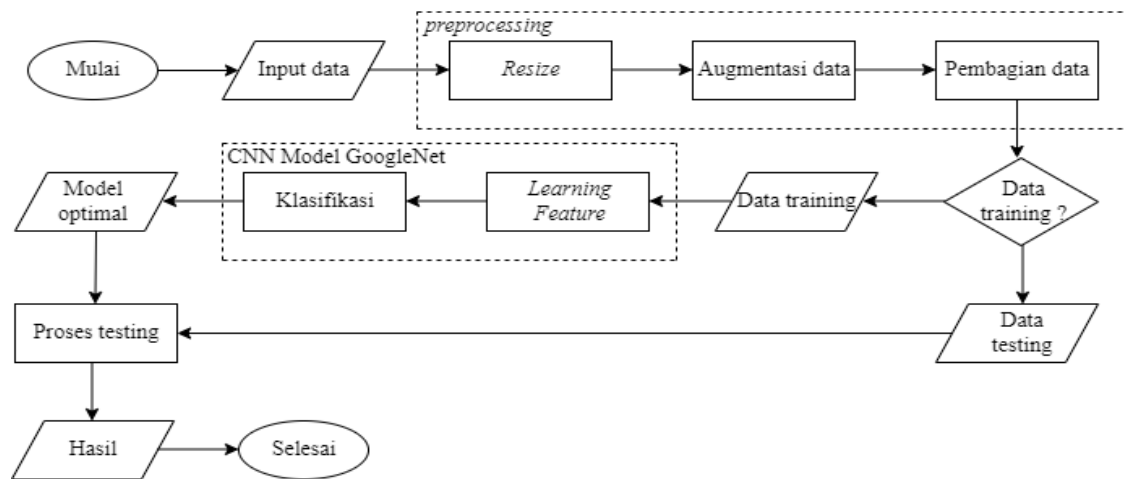 preprocessing
Mulai
Input data
Resize
Augmentasi data
Pembagian data
CNN Model GoogleNet
Model
optimal
Klasifikasi
Learning
Feature
Data training
Data
training ?
Proses testing
Data
testing
Hasil
Selesai